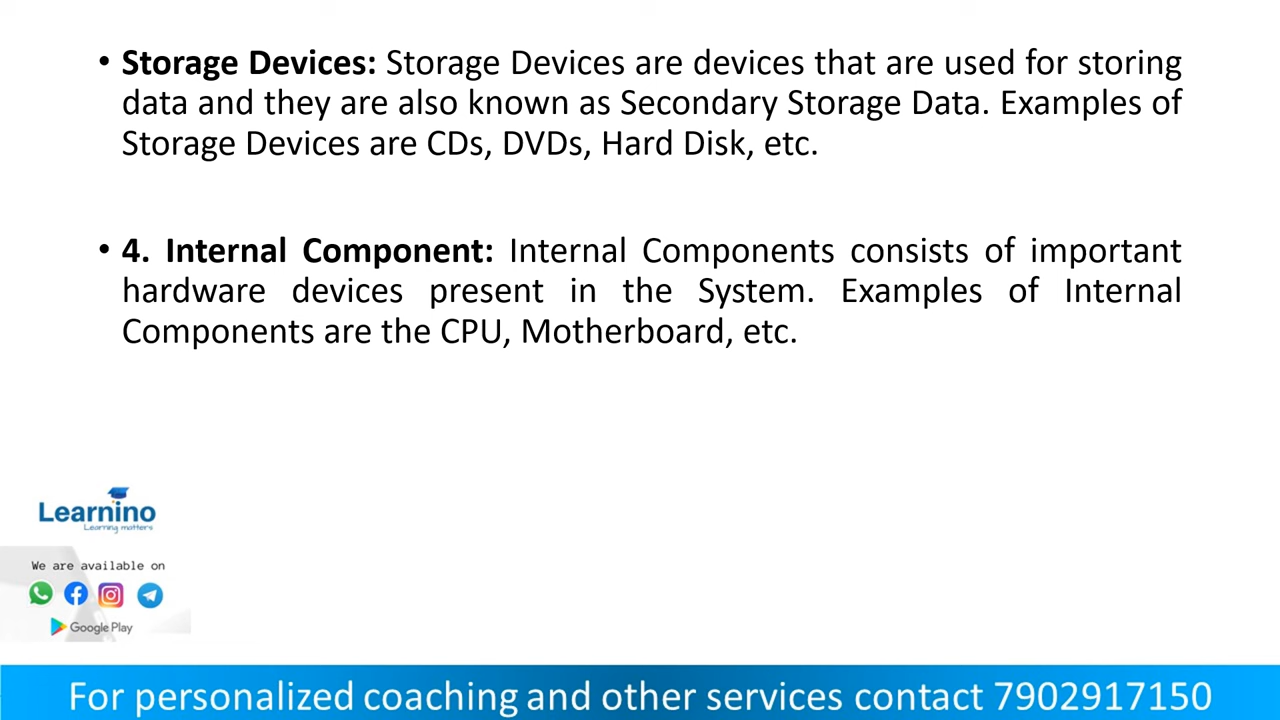 • Storage Devices: Storage Devices are devices that are used for storing
data and they are also known as Secondary Storage Data. Examples of
Storage Devices are CDs, DVDs, Hard Disk, etc.
• 4. Internal Component: Internal Components consists of important
hardware devices present in the System. Examples of Internal
Components are the CPU, Motherboard, etc.
Learnino
Learning matters
We are available on
Google Play
For personalized coaching and other services contact 7902917150